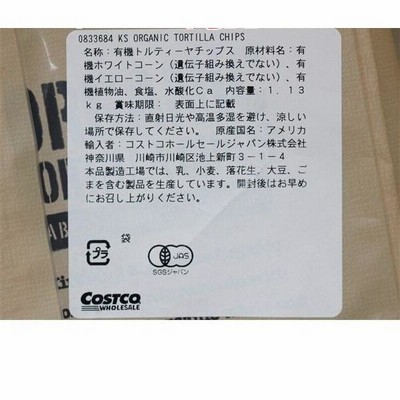 0833684 KS ORGANIC TORTILLA CHIPS
名称：有機トルティーヤチップス　原材料名：有
機ホワイトコーン（遺伝子組み換えでない）、有
機イエローコーン（遺伝子組み換えでない）、有
機植物油、食塩、水酸化Ｃａ　内容量：１．１３
ｋｇ　賞味期限：　表面上に記載
保存方法：直射日光や高温多湿を避け、涼しい
場所で保存してください。　原産国名：アメリカ
輸入者：コストコホールセールジャパン株式会社
神奈川県　川崎市川崎区池上新町３－１－４
本品製造工場では、乳、小麦、落花生、大豆、ご
まを含む製品を生産しています。開封後はお早め
にお召し上がりください。
袋
プラ
JAS
SGSジャパン
COSTCO
WHOLESALE